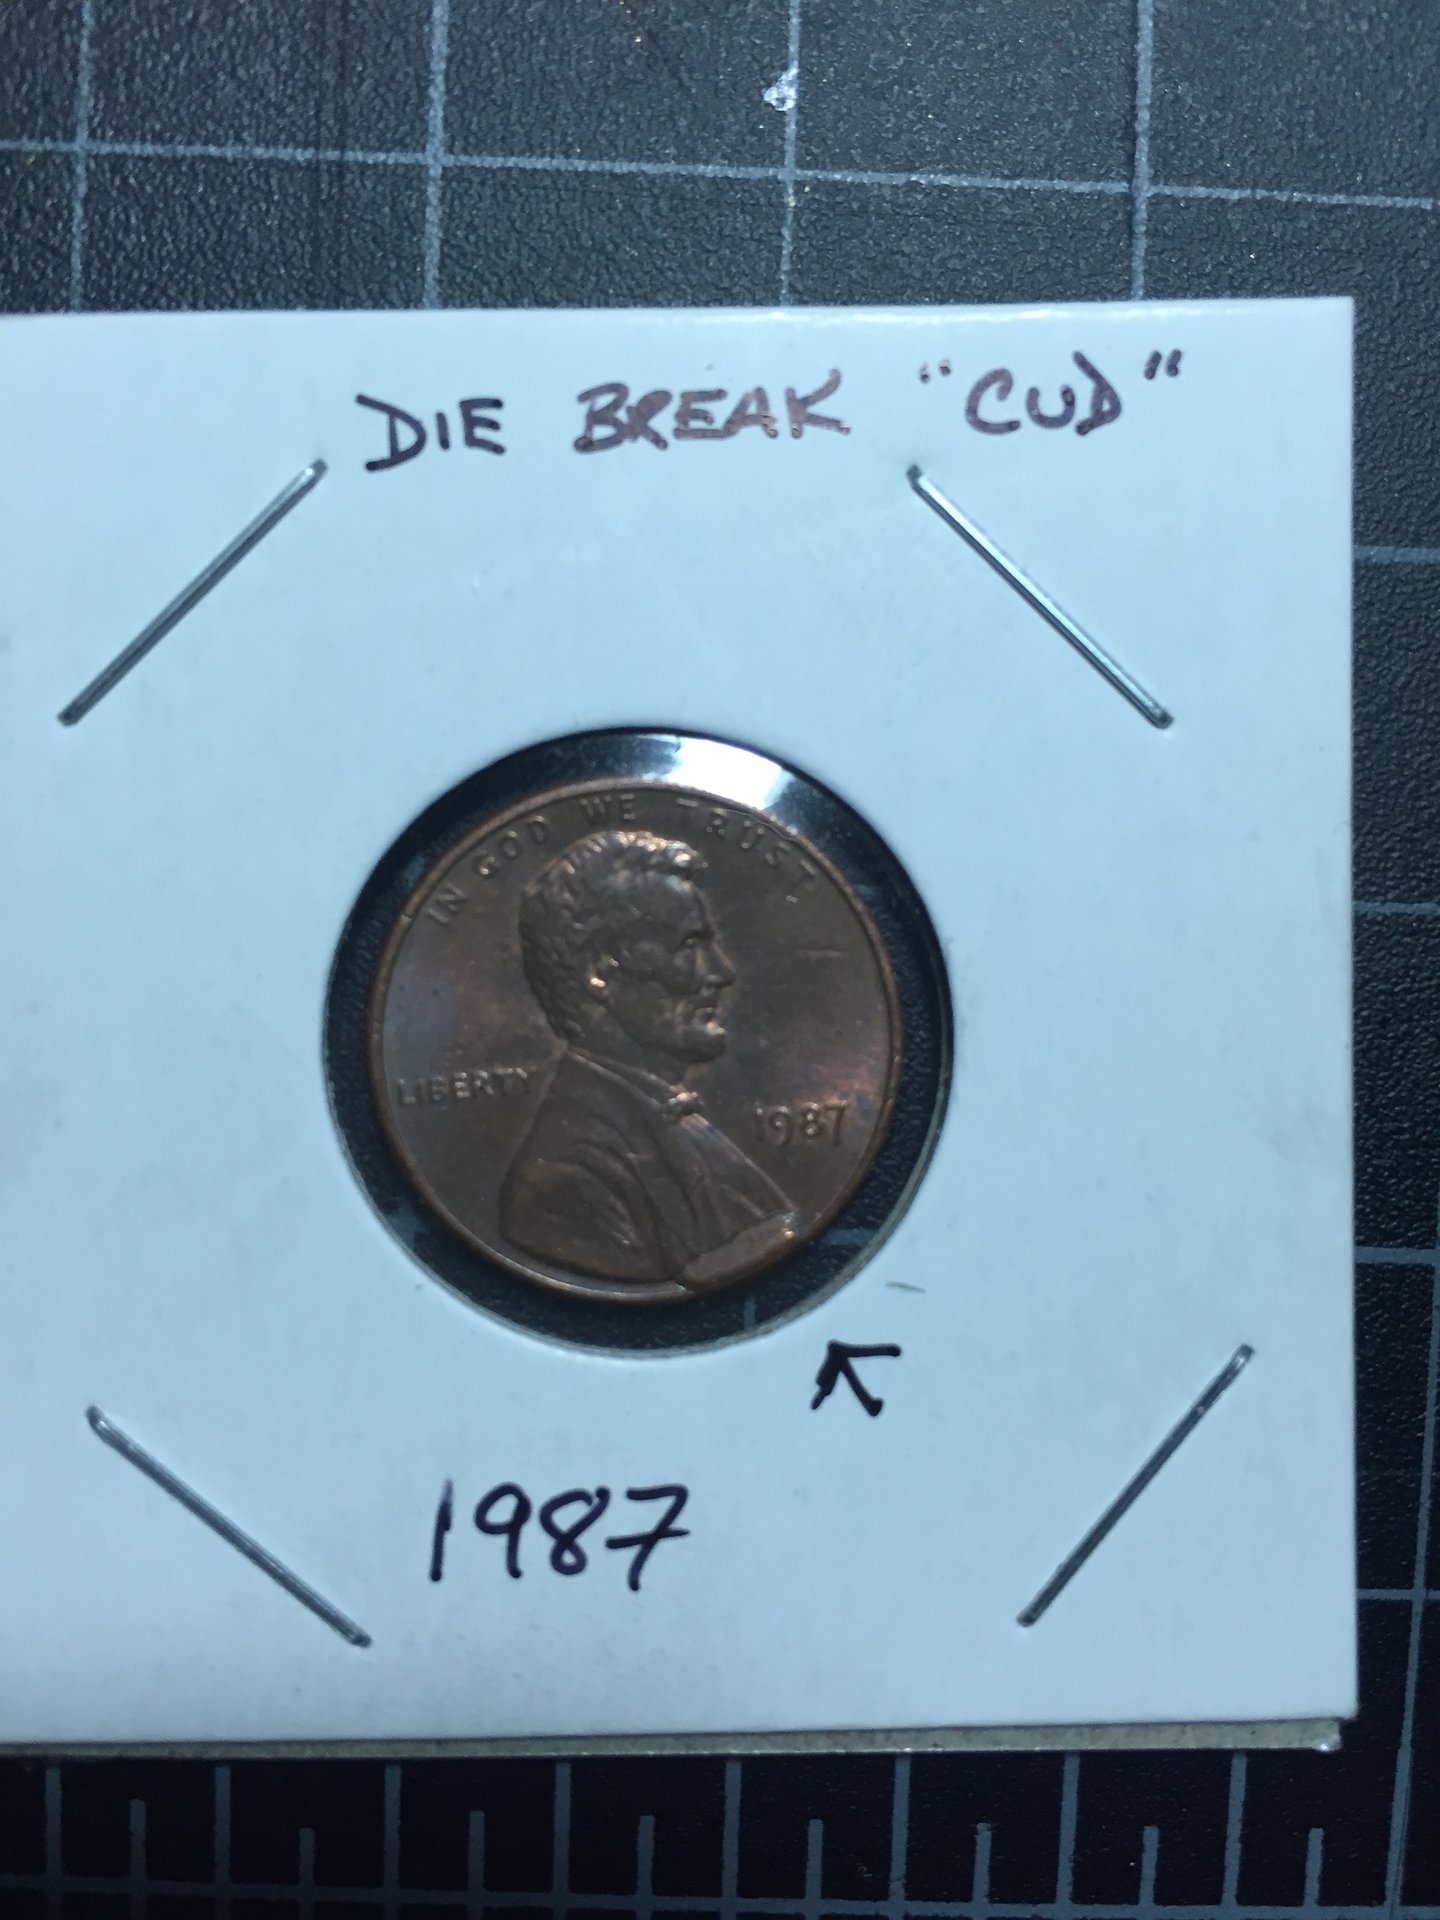 DIE BREAK "CUD"
IN GOD WE TRUST
LIBERTY
1987
1987